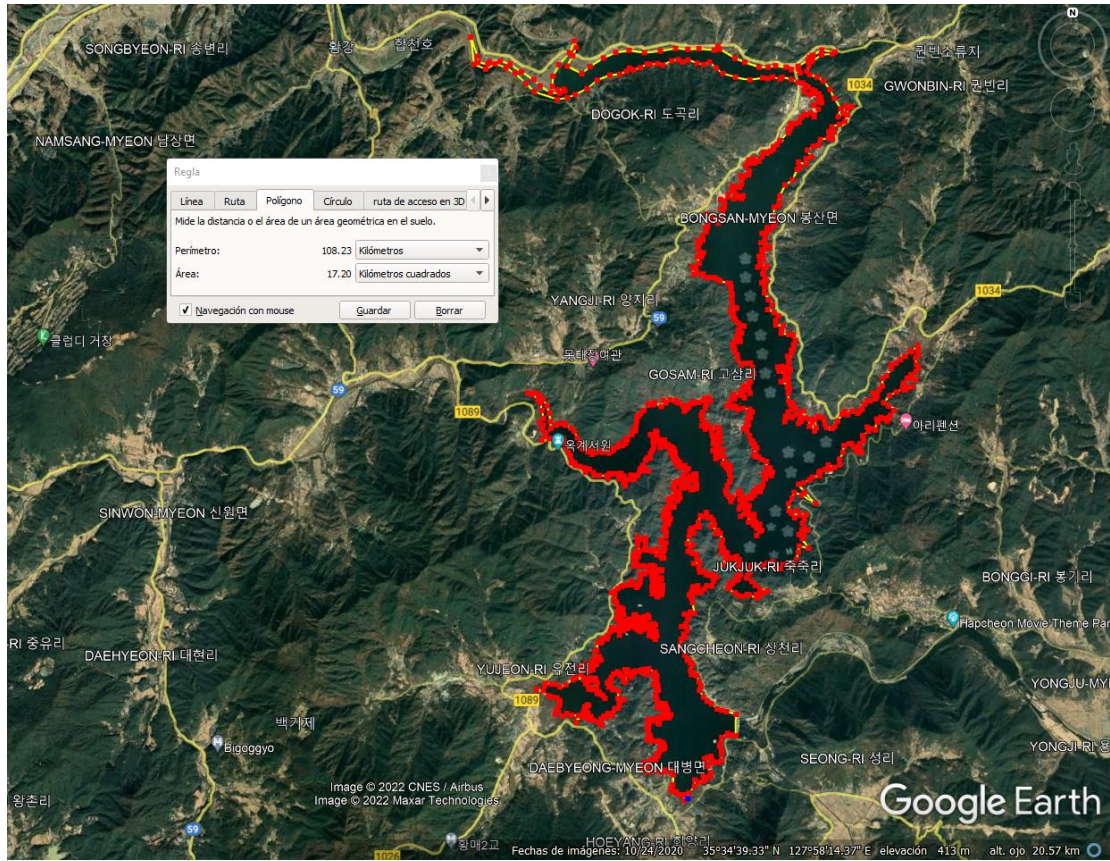 N
SONGBYEON-RI 송변리
황강
합천호
권빈소류지
1034
GWONBIN-RI 권빈리
DOGOK-RI 도곡리
NAMSANG-MYEON 남상면
Regla
Línea
Ruta
Polígono
Círculo
ruta de acceso en 3D
Mide la distancia o el área de un área geométrica en el suelo.
Perímetro: 108.23 Kilómetros
Área: 17.20 Kilómetros cuadrados
Navegación con mouse
Guardar
Borrar
BONGSAN-MYEON 봉산면
YANGJI-RI 양지리
1034
59
클럽디 거창
GOSAM-RI 고삼리
59
1089
옥계서원
아리펜션
SINWON-MYEON 신원면
JUKJUK-RI 죽죽리
BONGGI-RI 봉기리
Hapcheon Movie Theme Par
-RI 중유리
DAEHYEON-RI 대현리
SANGCHEON-RI 상천리
YUJEON-RI 유전리
YONGJU-MY
1089
백기제
Bigoggyo
YONGJI-RI 용
SEONG-RI 성리
DAEBYEONG-MYEON 대병면
Image © 2022 CNES / Airbus
Image © 2022 Maxar Technologies
왕촌리
Google Earth
59
황매2교
HOEYANG-RI 회양리
1026
Fechas de imágenes: 10/24/2020 35°34'39.33" N 127°58'14.37" E elevación 413 m alt. ojo 20.57 km